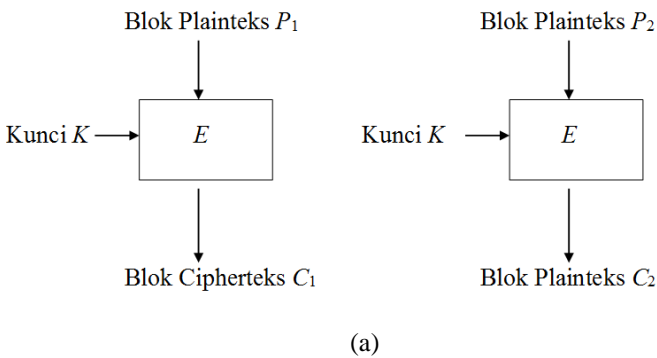 Blok Plainteks P₁ Blok Plainteks P₂
Kunci K E Kunci K E
Blok Cipherteks C₁ Blok Plainteks C₂
(a)